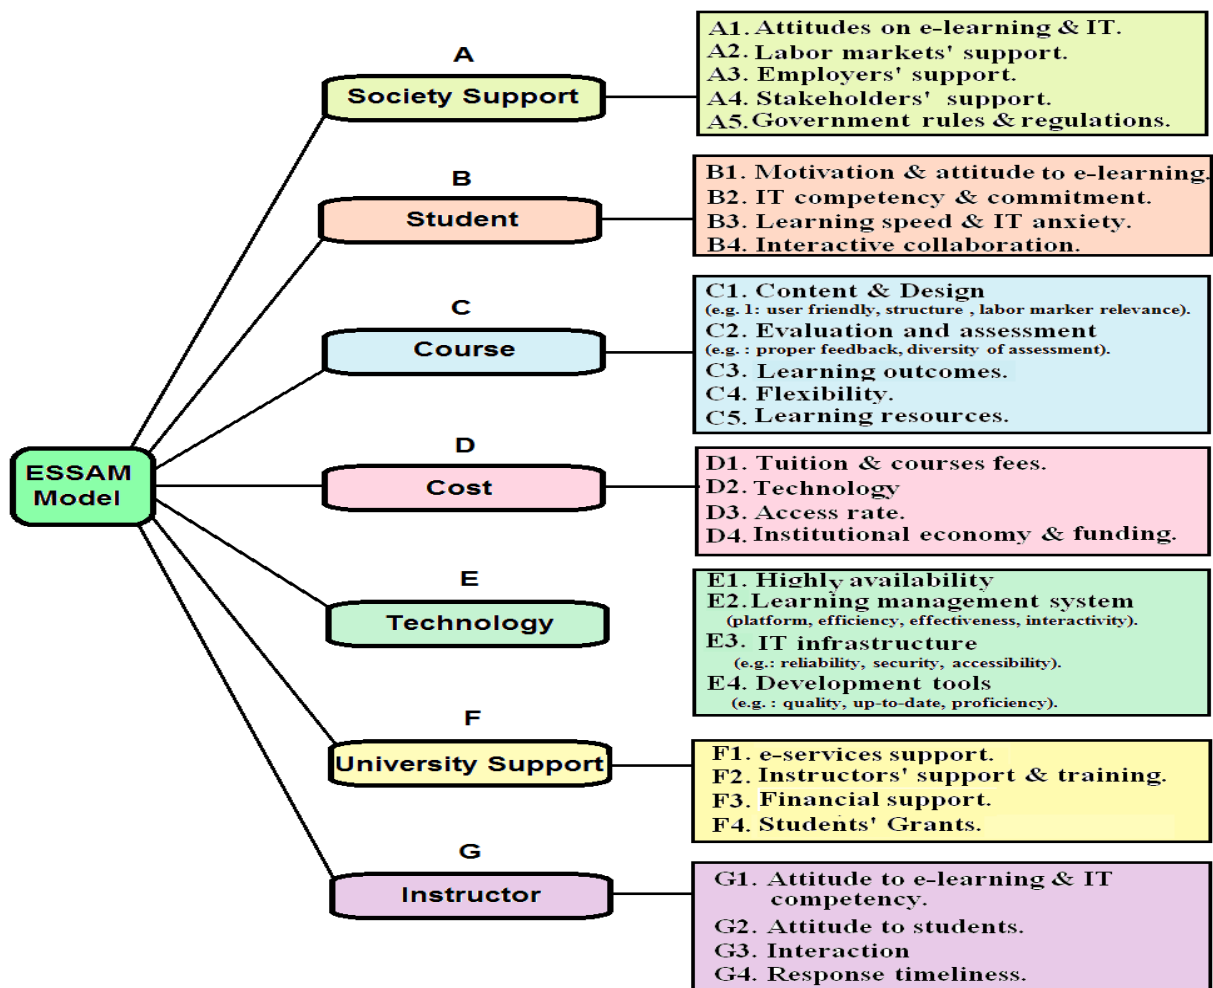 A
Society Support
A1. Attitudes on e-learning & IT.
A2. Labor markets' support.
A3. Employers' support.
A4. Stakeholders' support.
A5. Government rules & regulations.
B
Student
B1. Motivation & attitude to e-learning.
B2. IT competency & commitment.
B3. Learning speed & IT anxiety.
B4. Interactive collaboration.
C
Course
C1. Content & Design
(e.g. 1: user friendly, structure , labor marker relevance).
C2. Evaluation and assessment
(e.g. : proper feedback, diversity of assessment).
C3. Learning outcomes.
C4. Flexibility.
C5. Learning resources.
ESSAM
Model
D
Cost
D1. Tuition & courses fees.
D2. Technology
D3. Access rate.
D4. Institutional economy & funding.
E
Technology
E1. Highly availability
E2. Learning management system
(platform, efficiency, effectiveness, interactivity).
E3. IT infrastructure
(e.g.: reliability, security, accessibility).
E4. Development tools
(e.g. : quality, up-to-date, proficiency).
F
University Support
F1. e-services support.
F2. Instructors' support & training.
F3. Financial support.
F4. Students' Grants.
G
Instructor
G1. Attitude to e-learning & IT
competency.
G2. Attitude to students.
G3. Interaction
G4. Response timeliness.